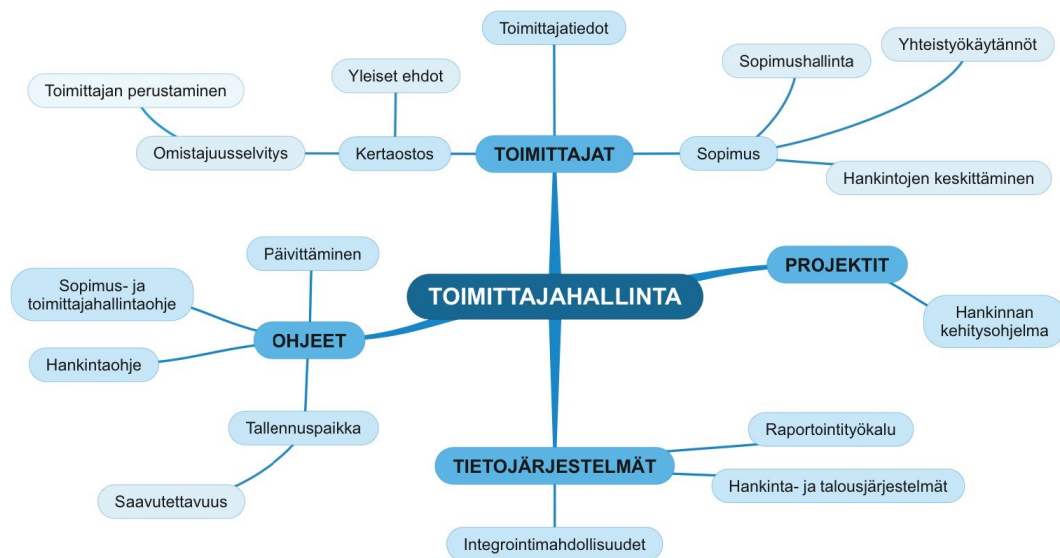 Toimittajatiedot
Yhteistyökäytännöt
Sopimushallinta
Yleiset ehdot
Toimittajan perustaminen
Omistajuusselvitys
Kertaostos
TOIMITTAJAT
Sopimus
Hankintojen keskittäminen
Päivittäminen
PROJEKTIT
Sopimus- ja
toimittajahallintaohje
TOIMITTAJAHALLINTA
Hankinnan
kehitysohjelma
OHJEET
Hankintaohje
Tallennuspaikka
Raportointityökalu
TIETOJÄRJESTELMÄT
Hankinta- ja talousjärjestelmät
Saavutettavuus
Integrointimahdollisuudet